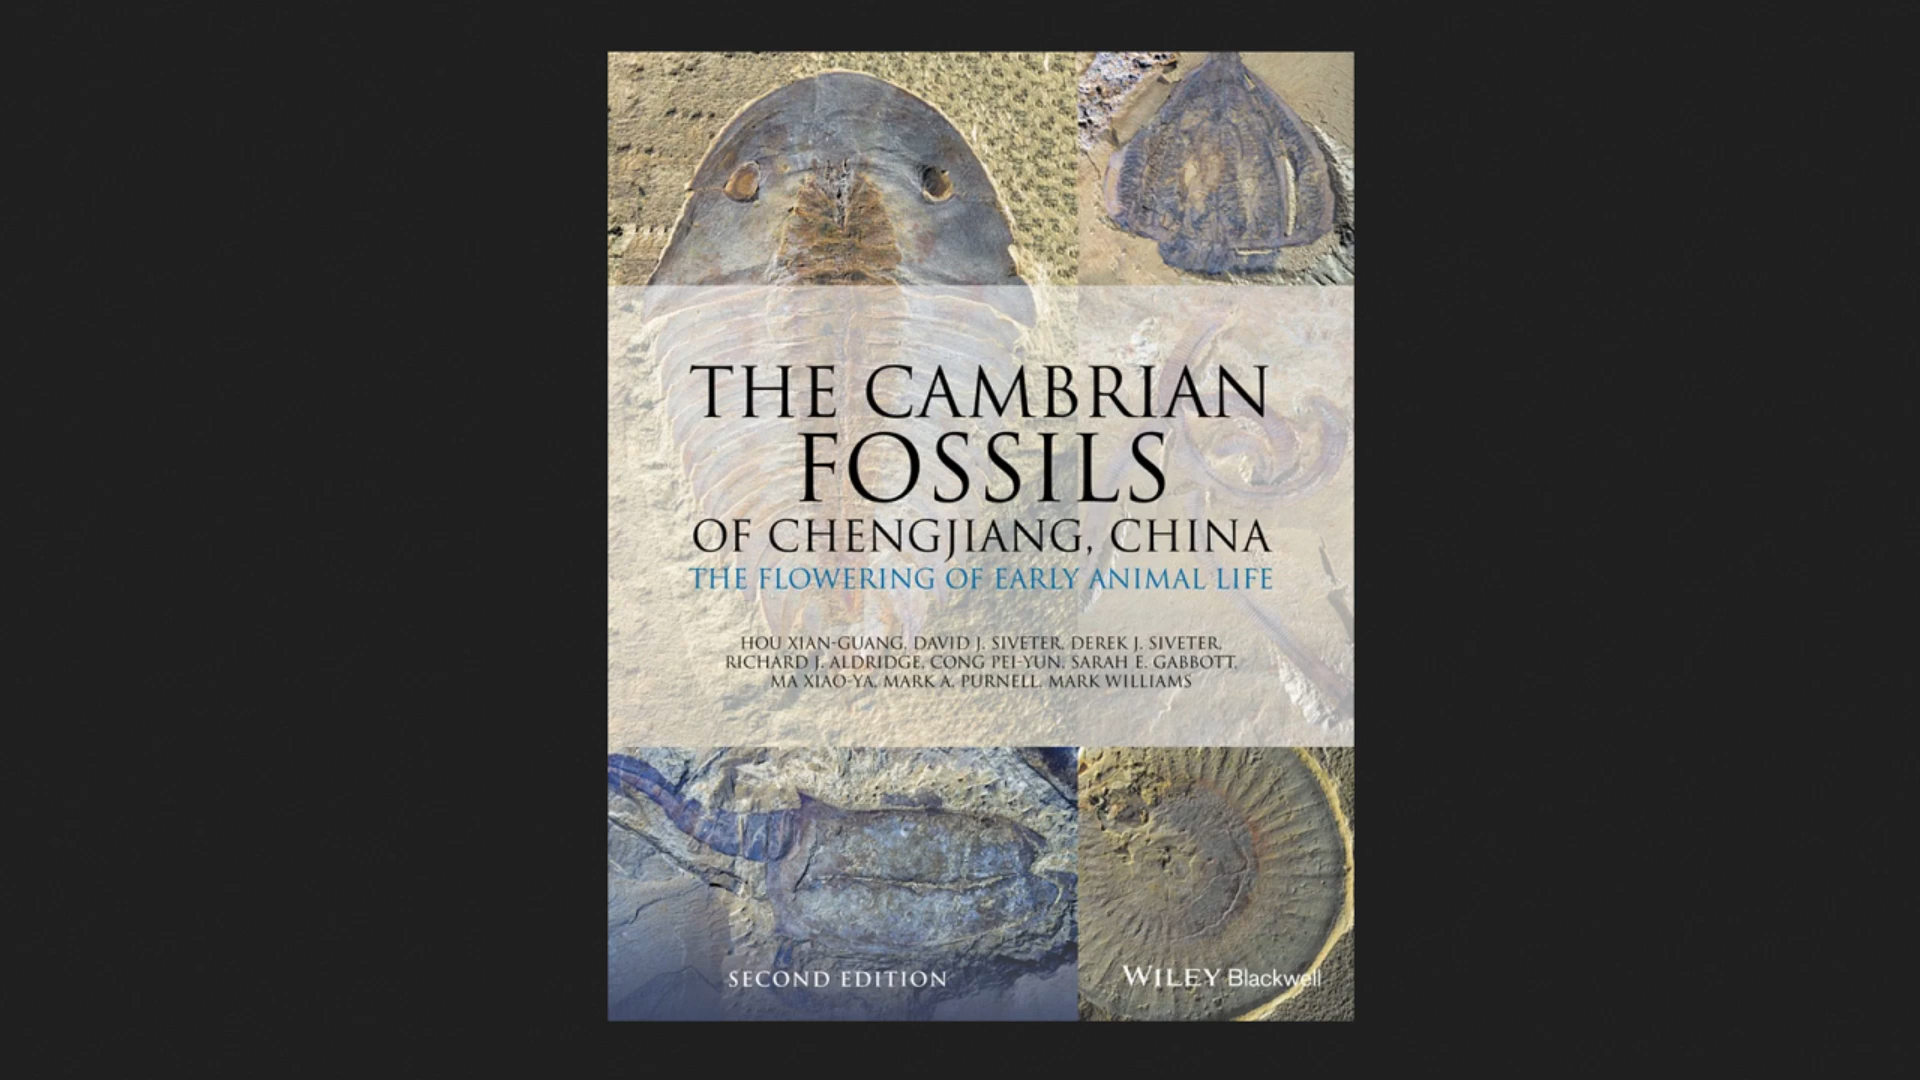 THE CAMBRIAN
FOSSILS
OF CHENGJIANG, CHINA
THE FLOWERING OF EARLY ANIMAL LIFE
HOU XIAN-GUANG, DAVID J. SIVETER, DEREK J. SIVETER,
RICHARD J. ALDRIDGE, CONG PEI-YUN, SARAH E. GABBOTT,
MA XIAO-YA, MARK A. PURNELL, MARK WILLIAMS
SECOND EDITION
WILEY Blackwell